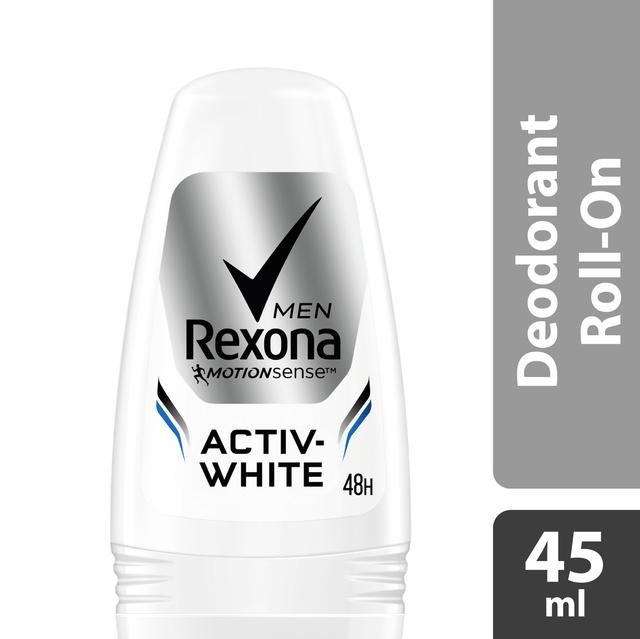 MEN
Rexona
MOTIONsense™
ACTIV-
WHITE
48H
Deodorant
Roll-On
45
ml